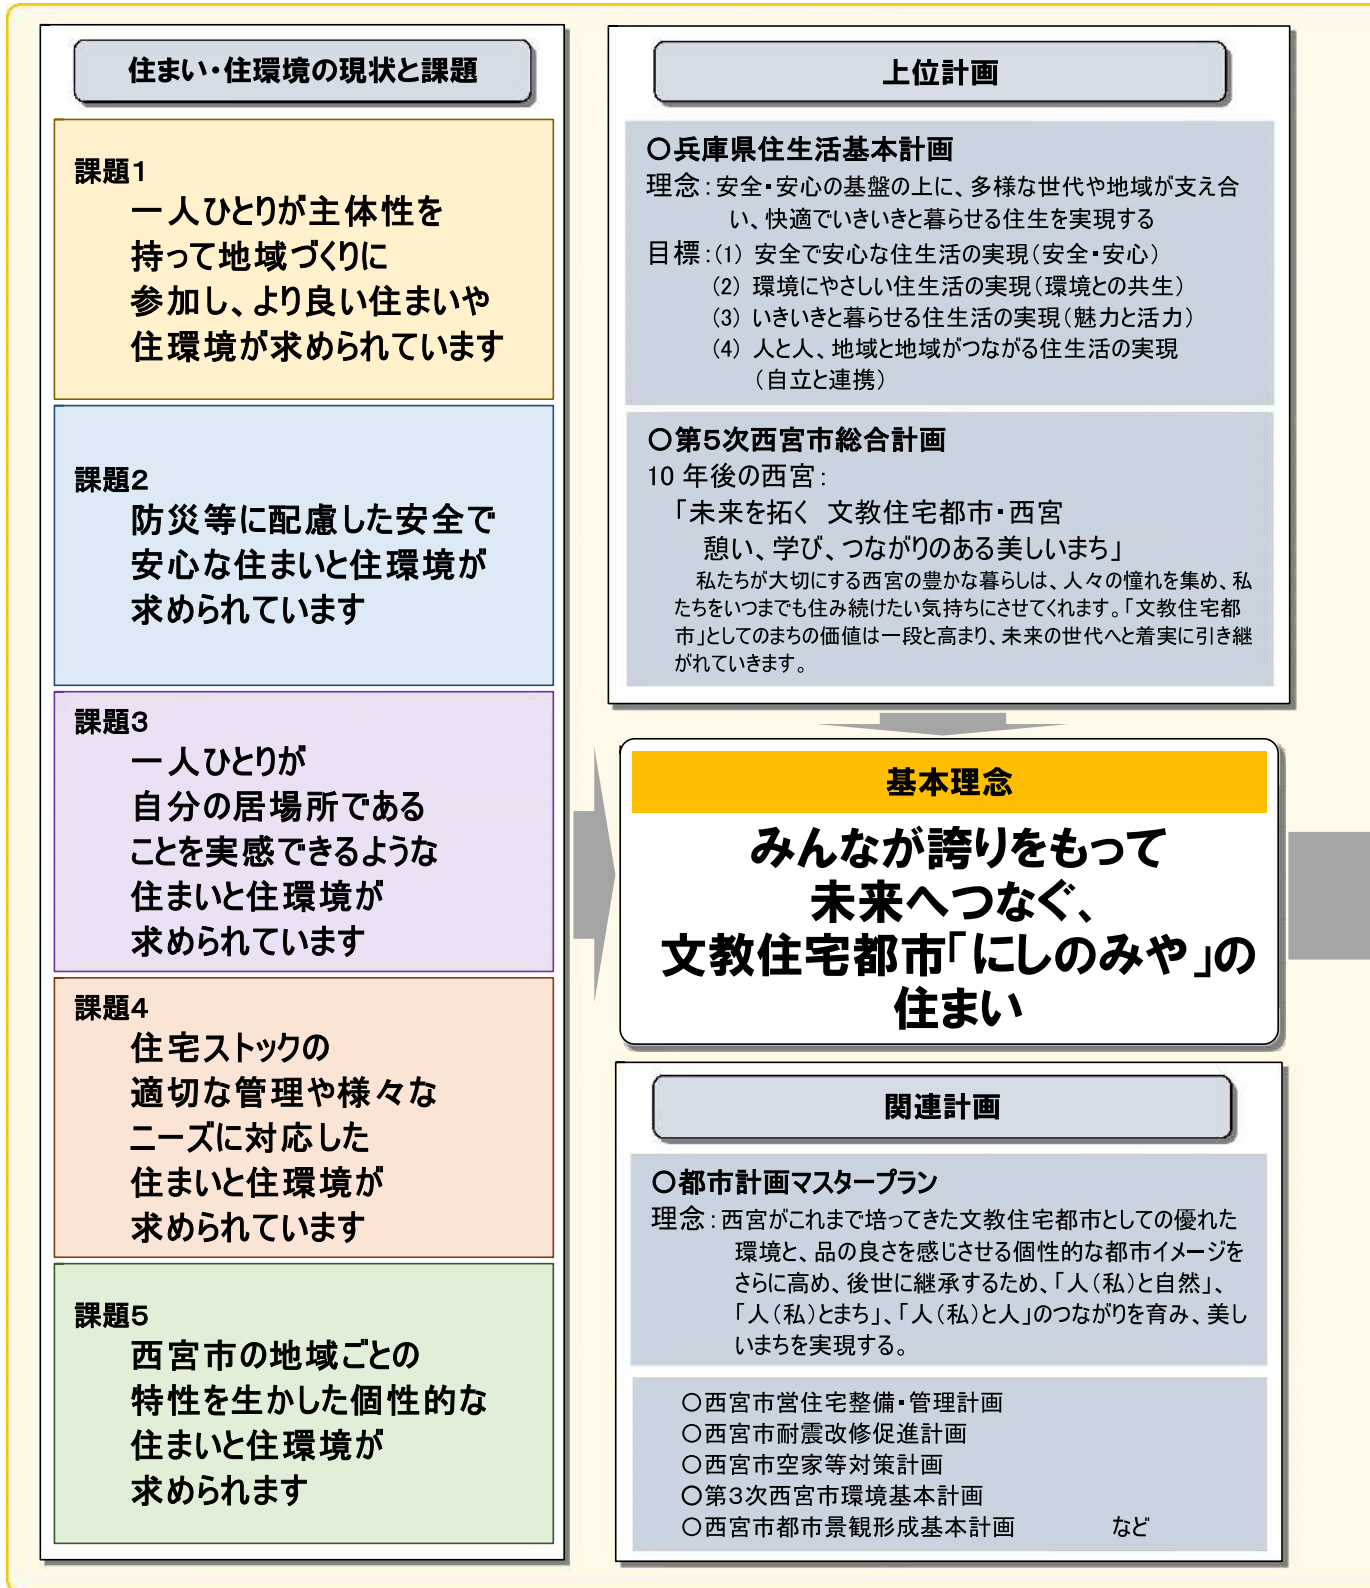 住まい・住環境の現状と課題
課題1
一人ひとりが主体性を
持って地域づくりに
参加し、より良い住まいや
住環境が求められています
課題2
防災等に配慮した安全で
安心な住まいと住環境が
求められています
課題3
一人ひとりが
自分の居場所である
ことを実感できるような
住まいと住環境が
求められています
課題4
住宅ストックの
適切な管理や様々な
ニーズに対応した
住まいと住環境が
求められています
課題5
西宮市の地域ごとの
特性を生かした個性的な
住まいと住環境が
求められます
上位計画
○兵庫県住生活基本計画
理念：安全・安心の基盤の上に、多様な世代や地域が支え合
い、快適でいきいきと暮らせる住生を実現する
目標：(1) 安全で安心な住生活の実現（安全・安心）
(2) 環境にやさしい住生活の実現（環境との共生）
(3) いきいきと暮らせる住生活の実現（魅力と活力）
(4) 人と人、地域と地域がつながる住生活の実現
（自立と連携）
○第5次西宮市総合計画
10 年後の西宮：
「未来を拓く 文教住宅都市・西宮
憩い、学び、つながりのある美しいまち」
私たちが大切にする西宮の豊かな暮らしは、人々の憧れを集め、私
たちをいつまでも住み続けたい気持ちにさせてくれます。「文教住宅都
市」としてのまちの価値は一段と高まり、未来の世代へと着実に引き継
がれていきます。
基本理念
みんなが誇りをもって
未来へつなぐ、
文教住宅都市「にしのみや」の
住まい
関連計画
○都市計画マスタープラン
理念：西宮がこれまで培ってきた文教住宅都市としての優れた
環境と、品の良さを感じさせる個性的な都市イメージを
さらに高め、後世に継承するため、「人（私）と自然」、
「人（私）とまち」、「人（私）と人」のつながりを育み、美し
いまちを実現する。
○西宮市営住宅整備・管理計画
○西宮市耐震改修促進計画
○西宮市空家等対策計画
○第3次西宮市環境基本計画
○西宮市都市景観形成基本計画 など